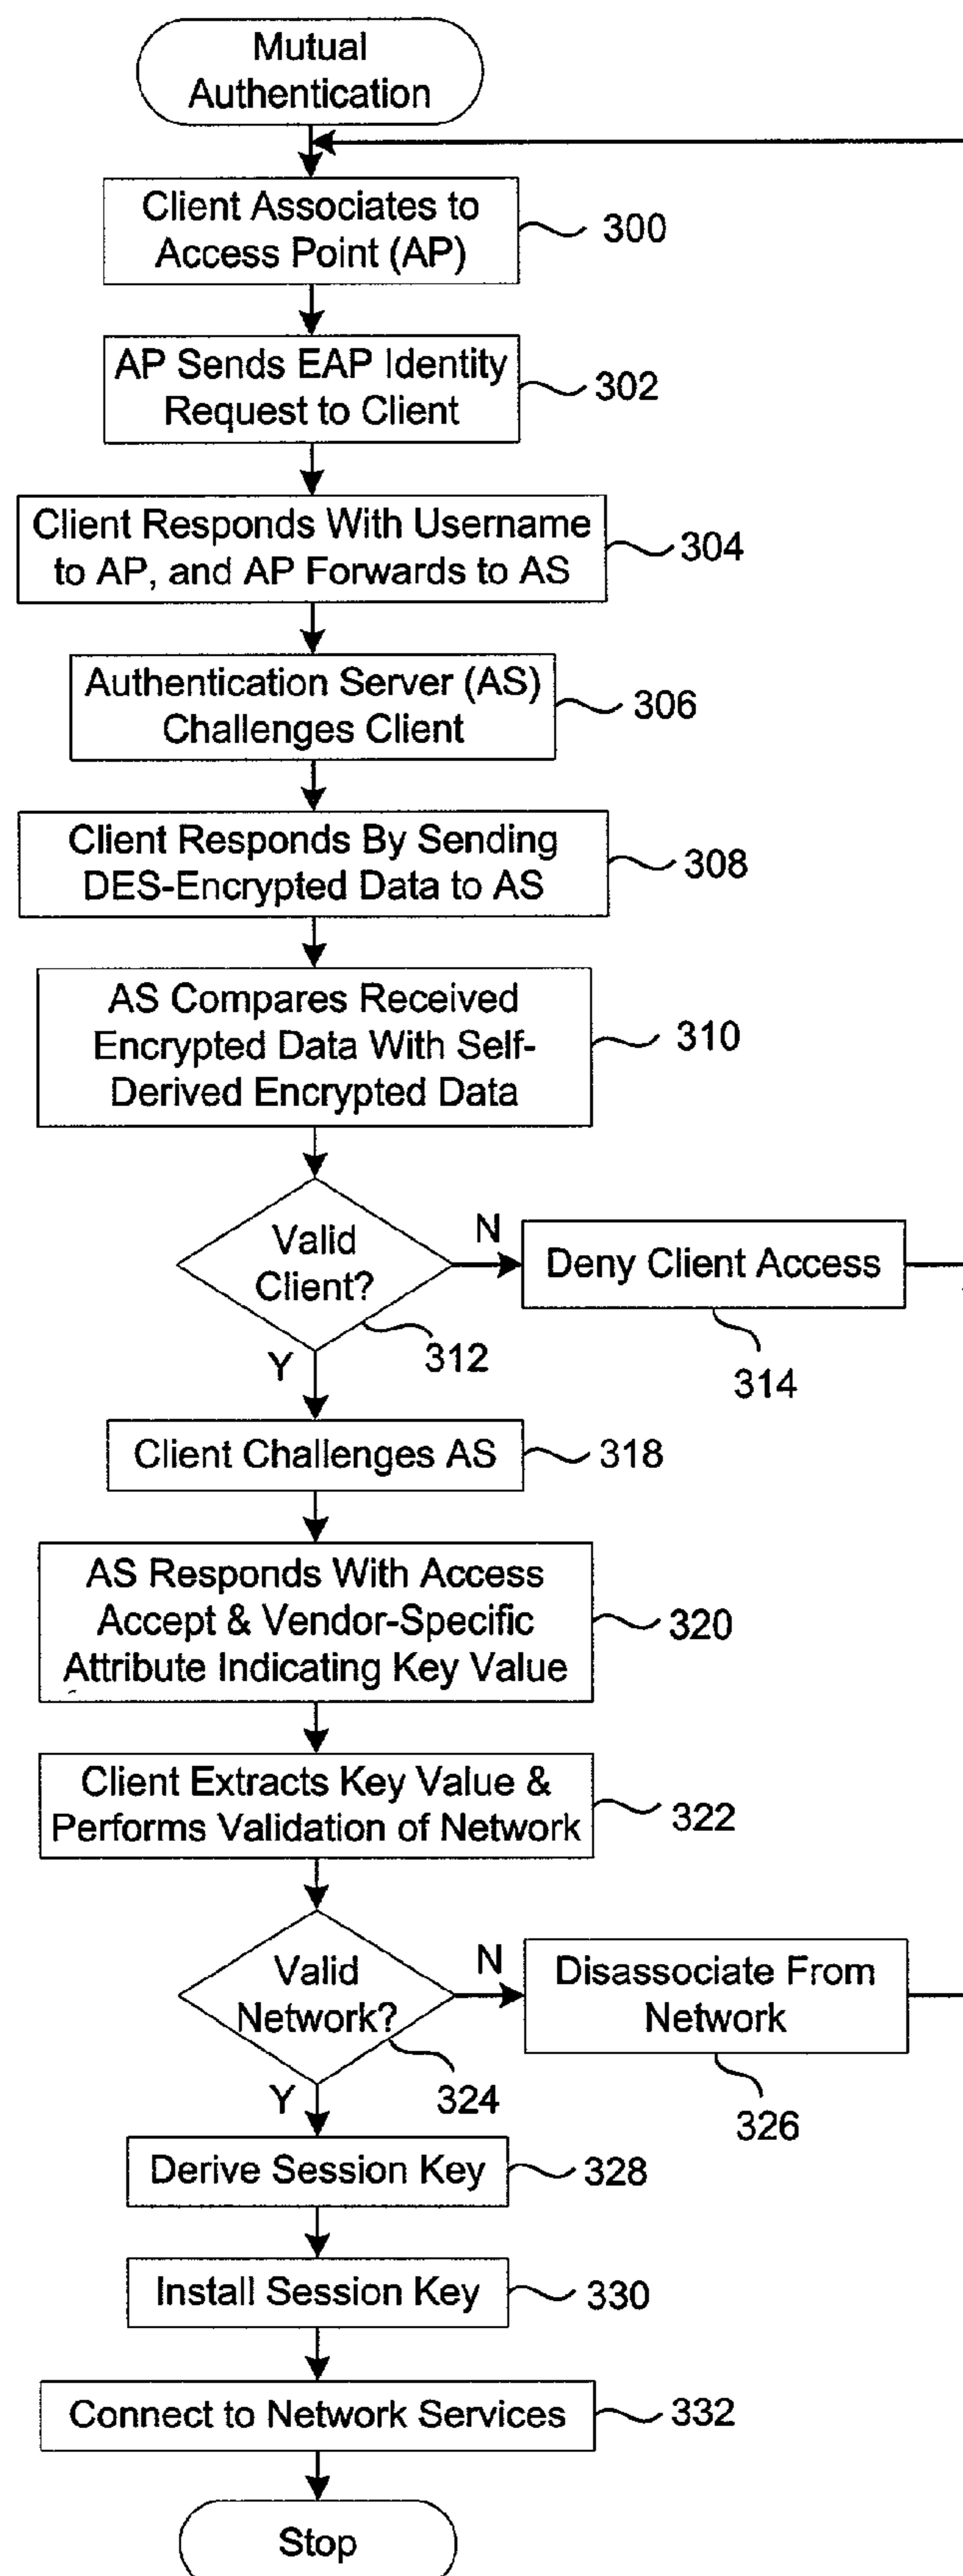 Mutual
Authentication
Client Associates to
Access Point (AP)
300
AP Sends EAP Identity
Request to Client
302
Client Responds With Username
to AP, and AP Forwards to AS
304
Authentication Server (AS)
Challenges Client
306
Client Responds By Sending
DES-Encrypted Data to AS
308
AS Compares Received
Encrypted Data With Self-
Derived Encrypted Data
310
Valid
Client?
312
N
Deny Client Access
314
Y
Client Challenges AS
318
AS Responds With Access
Accept & Vendor-Specific
Attribute Indicating Key Value
320
Client Extracts Key Value &
Performs Validation of Network
322
Valid
Network?
324
N
Disassociate From
Network
326
Y
Derive Session Key
328
Install Session Key
330
Connect to Network Services
332
Stop